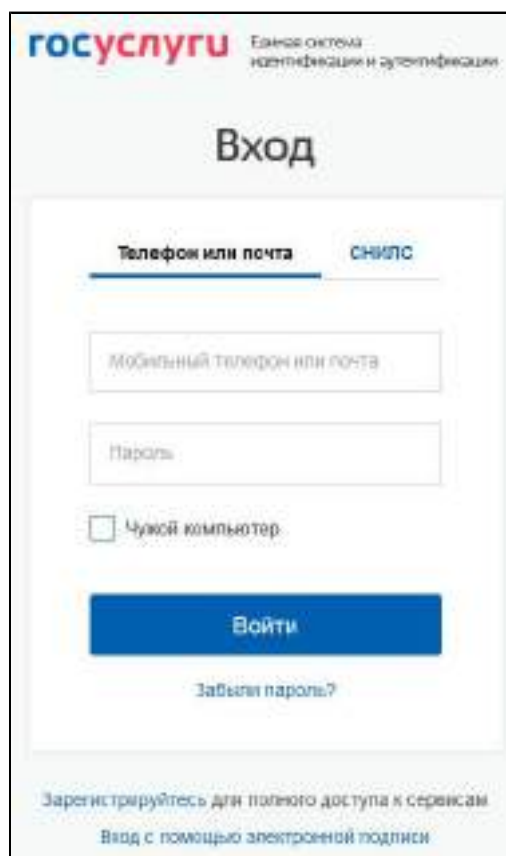 госуслуги Единая система
идентификации и аутентификации
Вход
Телефон или почта СНИЛС
Мобильный телефон или почта
Пароль
Чужой компьютер
Войти
Забыли пароль?
Зарегистрируйтесь для полного доступа к сервисам
Вход с помощью электронной подписи